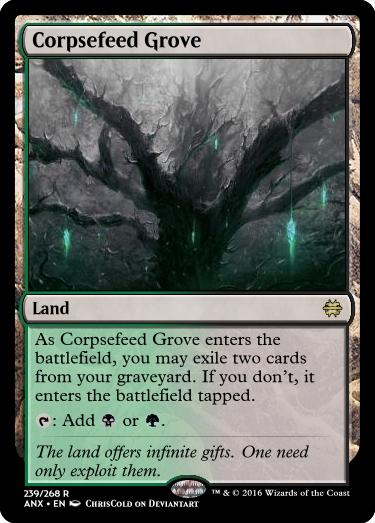 Corpsefeed Grove
Land
As Corpsefeed Grove enters the
battlefield, you may exile two cards
from your graveyard. If you don't, it
enters the battlefield tapped.
: Add or .
The land offers infinite gifts. One need
only exploit them.
239/268 R
ANX • EN ChrisCold on Deviantart
™ & © 2016 Wizards of the Coast